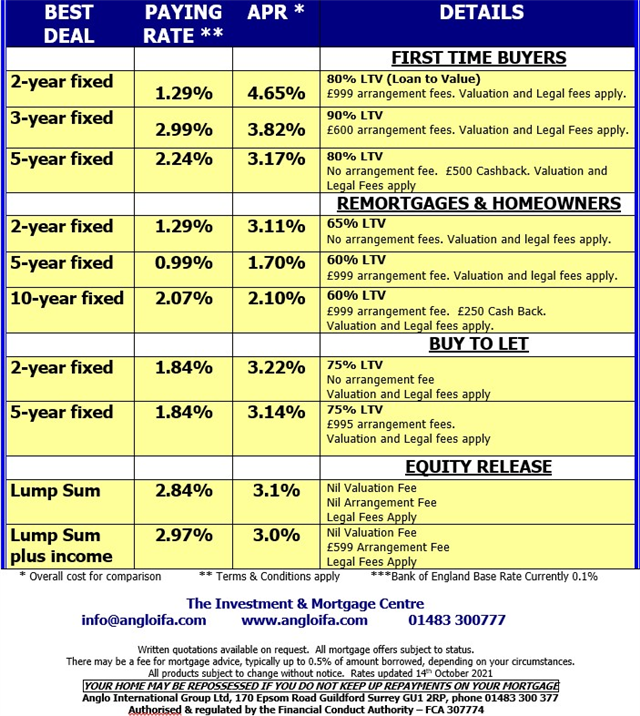 BEST DEAL PAYING RATE ** APR * DETAILS
FIRST TIME BUYERS
2-year fixed 1.29% 4.65% 80% LTV (Loan to Value)
£999 arrangement fees. Valuation and Legal fees apply.
3-year fixed 2.99% 3.82% 90% LTV
£600 arrangement fees. Valuation and Legal Fees apply.
5-year fixed 2.24% 3.17% 80% LTV
No arrangement fee.  £500 Cashback. Valuation and
Legal Fees apply
REMORTGAGES & HOMEOWNERS
2-year fixed 1.29% 3.11% 65% LTV
No arrangement fees. Valuation and legal fees apply.
5-year fixed 0.99% 1.70% 60% LTV
£999 arrangement fee. Valuation and legal fees apply.
10-year fixed 2.07% 2.10% 60% LTV
£999 arrangement fee.  £250 Cash Back.
Valuation and Legal fees apply.
BUY TO LET
2-year fixed 1.84% 3.22% 75% LTV
No arrangement fee
Valuation and Legal fees apply
5-year fixed 1.84% 3.14% 75% LTV
£995 arrangement fees.
Valuation and Legal fees apply
EQUITY RELEASE
Lump Sum 2.84% 3.1% Nil Valuation Fee
Nil Arrangement Fee
Legal Fees Apply
Lump Sum plus income 2.97% 3.0% Nil Valuation Fee
£599 Arrangement Fee
Legal Fees Apply
* Overall cost for comparison ** Terms & Conditions apply ***Bank of England Base Rate Currently 0.1%
The Investment & Mortgage Centre
info@angloifa.com www.angloifa.com 01483 300777
Written quotations available on request.  All mortgage offers subject to status.
There may be a fee for mortgage advice, typically up to 0.5% of amount borrowed, depending on your circumstances.
All products subject to change without notice.  Rates updated 14th October 2021
YOUR HOME MAY BE REPOSSESSED IF YOU DO NOT KEEP UP REPAYMENTS ON YOUR MORTGAGE
Anglo International Group Ltd, 170 Epsom Road Guildford Surrey GU1 2RP, phone 01483 300 377
Authorised & regulated by the Financial Conduct Authority – FCA 307774